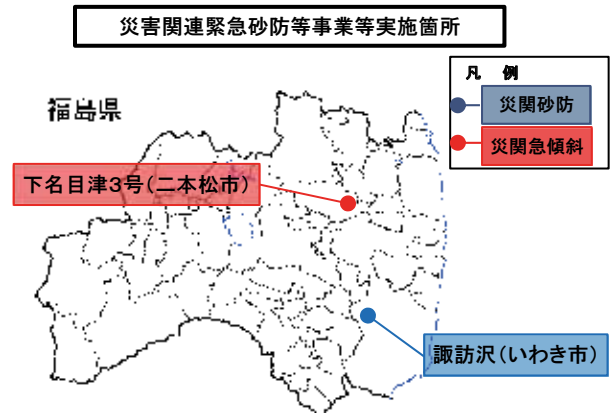 災害関連緊急砂防等事業等実施箇所
凡 例
災関砂防
災関急傾斜
福島県
下名目津3号(二本松市)
諏訪沢(いわき市)